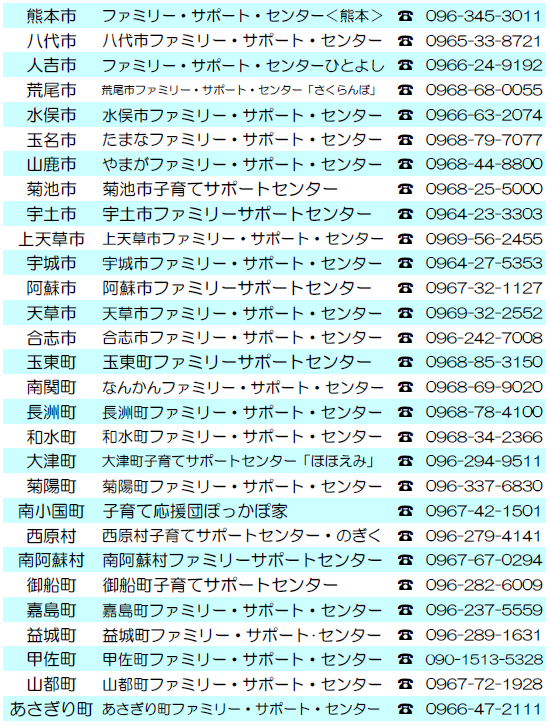 熊本市 ファミリー・サポート・センター＜熊本＞ ☎ 096-345-3011
八代市 八代市ファミリー・サポート・センター ☎ 0965-33-8721
人吉市 ファミリー・サポート・センターひとよし ☎ 0966-24-9192
荒尾市 荒尾市ファミリー・サポート・センター「さくらんぼ」 ☎ 0968-68-0055
水俣市 水俣市ファミリー・サポート・センター ☎ 0966-63-2074
玉名市 たまなファミリー・サポート・センター ☎ 0968-79-7077
山鹿市 やまがファミリー・サポート・センター ☎ 0968-44-8800
菊池市 菊池市子育てサポートセンター ☎ 0968-25-5000
宇土市 宇土市ファミリーサポートセンター ☎ 0964-23-3303
上天草市 上天草市ファミリー・サポート・センター ☎ 0969-56-2455
宇城市 宇城市ファミリー・サポート・センター ☎ 0964-27-5353
阿蘇市 阿蘇市ファミリーサポートセンター ☎ 0967-32-1127
天草市 天草市ファミリー・サポート・センター ☎ 0969-32-2552
合志市 合志市ファミリー・サポート・センター ☎ 096-242-7008
玉東町 玉東町ファミリーサポートセンター ☎ 0968-85-3150
南関町 なんかんファミリー・サポート・センター ☎ 0968-69-9020
長洲町 長洲町ファミリー・サポート・センター ☎ 0968-78-4100
和水町 和水町ファミリー・サポート・センター ☎ 0968-34-2366
大津町 大津町子育てサポートセンター「ほほえみ」 ☎ 096-294-9511
菊陽町 菊陽町ファミリー・サポート・センター ☎ 096-337-6830
南小国町 子育て応援団ぽっかぽ家 ☎ 0967-42-1501
西原村 西原村子育てサポートセンター・のぎく ☎ 096-279-4141
南阿蘇村 南阿蘇村ファミリーサポートセンター ☎ 0967-67-0294
御船町 御船町子育てサポートセンター ☎ 096-282-6009
嘉島町 嘉島町ファミリー・サポート・センター ☎ 096-237-5559
益城町 益城町ファミリー・サポート・センター ☎ 096-289-1631
甲佐町 甲佐町ファミリー・サポート・センター ☎ 090-1513-5328
山都町 山都町ファミリー・サポート・センター ☎ 0967-72-1928
あさぎり町 あさぎり町ファミリー・サポート・センター ☎ 0966-47-2111